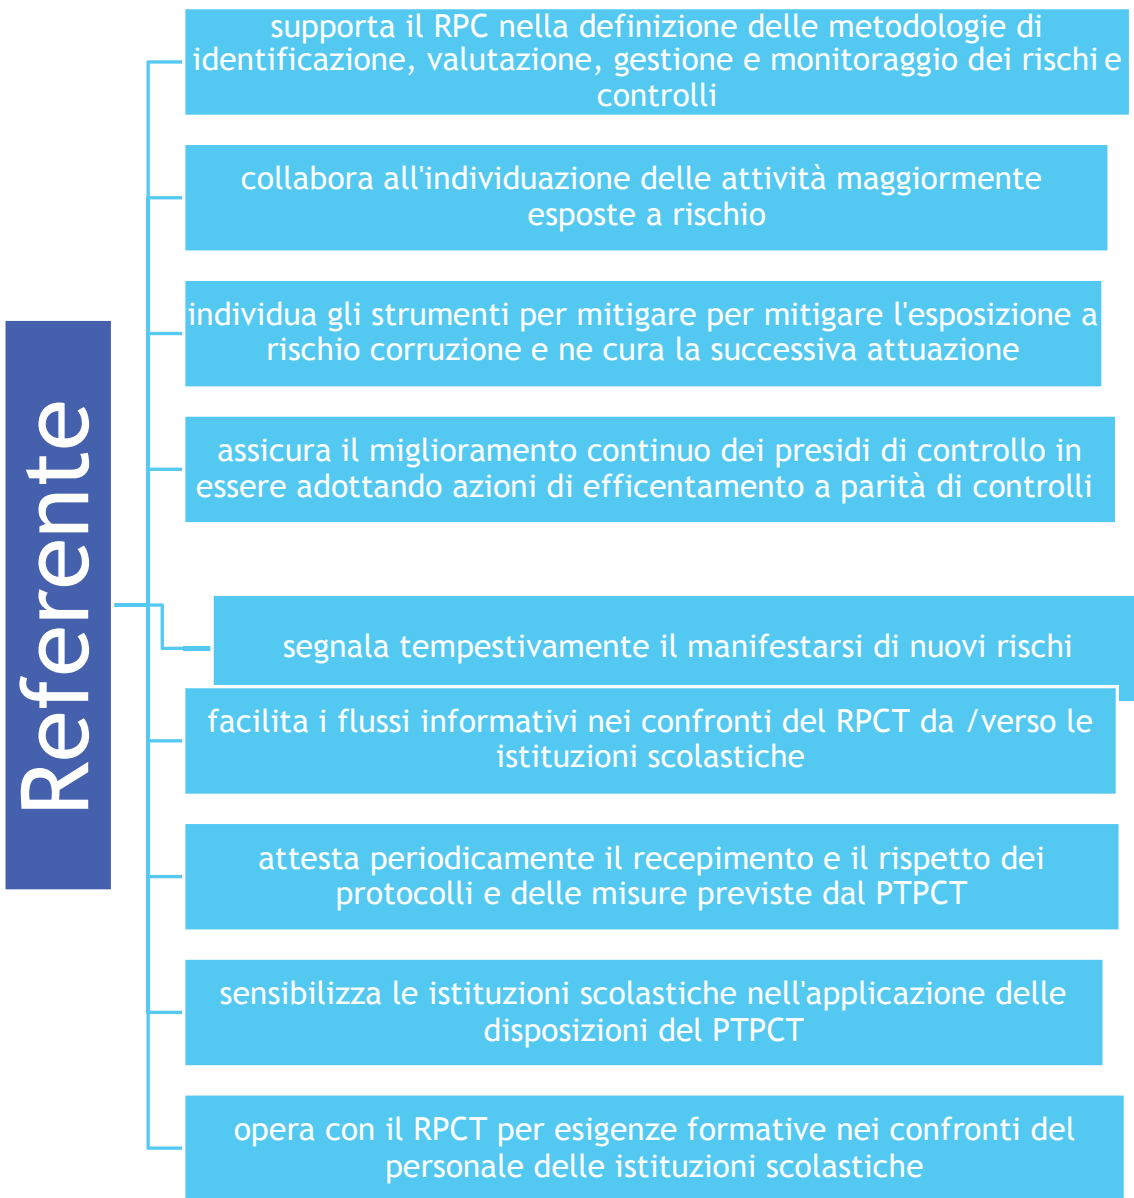 Referente
supporta il RPC nella definizione delle metodologie di
identificazione, valutazione, gestione e monitoraggio dei rischi e
controlli
collabora all'individuazione delle attività maggiormente
esposte a rischio
individua gli strumenti per mitigare per mitigare l'esposizione a
rischio corruzione e ne cura la successiva attuazione
assicura il miglioramento continuo dei presidi di controllo in
essere adottando azioni di efficentamento a parità di controlli
segnala tempestivamente il manifestarsi di nuovi rischi
facilita i flussi informativi nei confronti del RPCT da /verso le
istituzioni scolastiche
attesta periodicamente il recepimento e il rispetto dei
protocolli e delle misure previste dal PTPCT
sensibilizza le istituzioni scolastiche nell'applicazione delle
disposizioni del PTPCT
opera con il RPCT per esigenze formative nei confronti del
personale delle istituzioni scolastiche